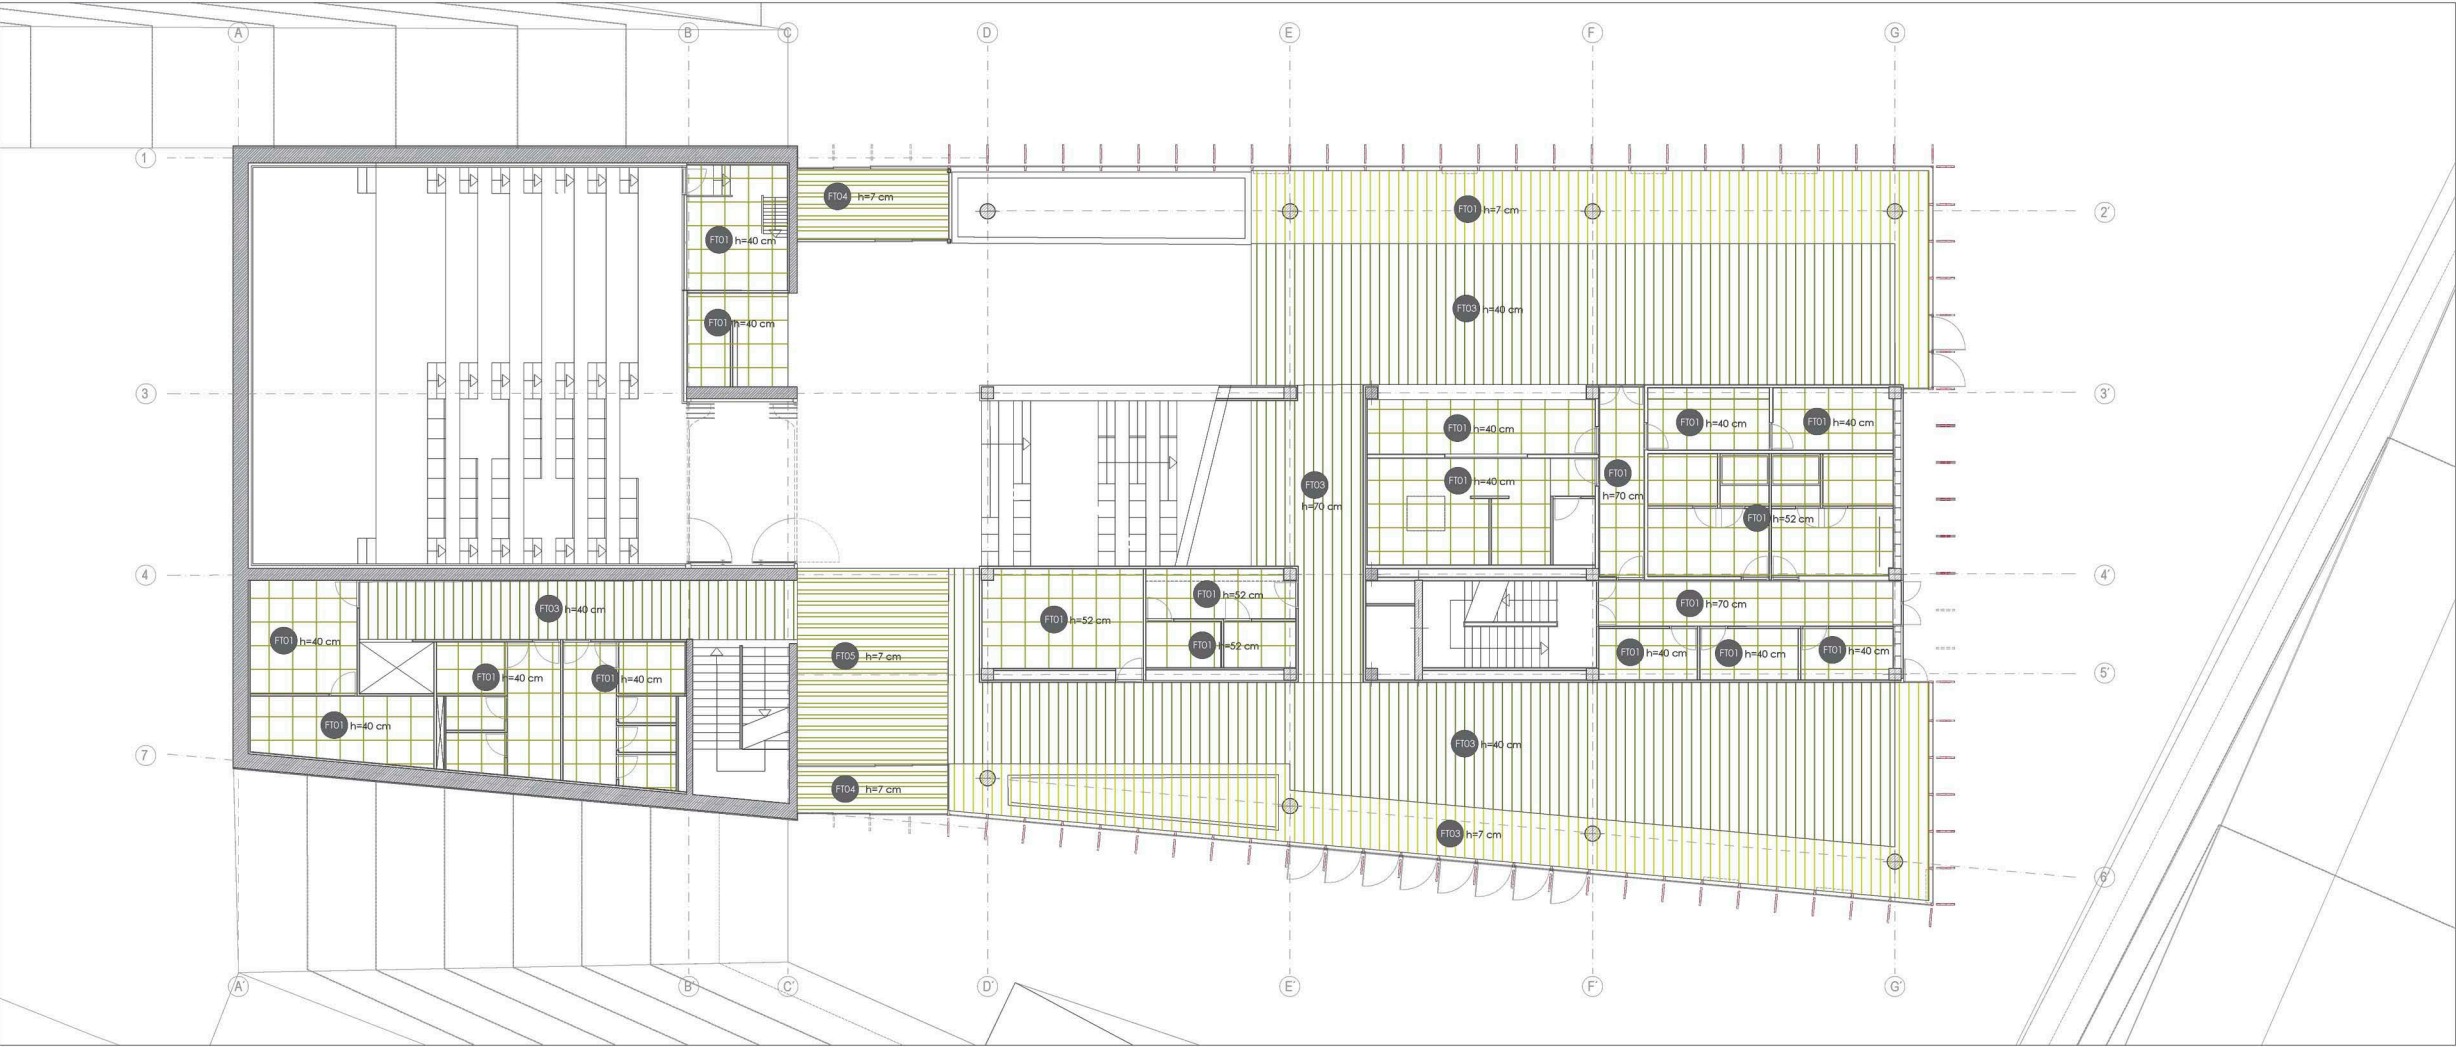 A B C D E F G
1
FT04 h=7 cm
FT01 h=7 cm
2´
FT01 h=40 cm
FT03 h=40 cm
FT01 h=40 cm
3
3´
FT01 h=40 cm
FT01 h=40 cm
FT01 h=40 cm
FT01
h=70 cm
FT01 h=40 cm
FT03
h=70 cm
FT01 h=52 cm
4
4´
FT01 h=52 cm
FT03 h=40 cm
FT01 h=70 cm
FT01 h=52 cm
FT01 h=40 cm
FT01 h=52 cm
FT01 h=40 cm
FT01 h=40 cm
FT01 h=40 cm
FT05 h=7 cm
5´
FT01 h=40 cm
FT01 h=40 cm
FT01 h=40 cm
FT03 h=40 cm
7
FT04 h=7 cm
FT03 h=7 cm
6´
A´ B´ C´ D´ E´ F´ G´